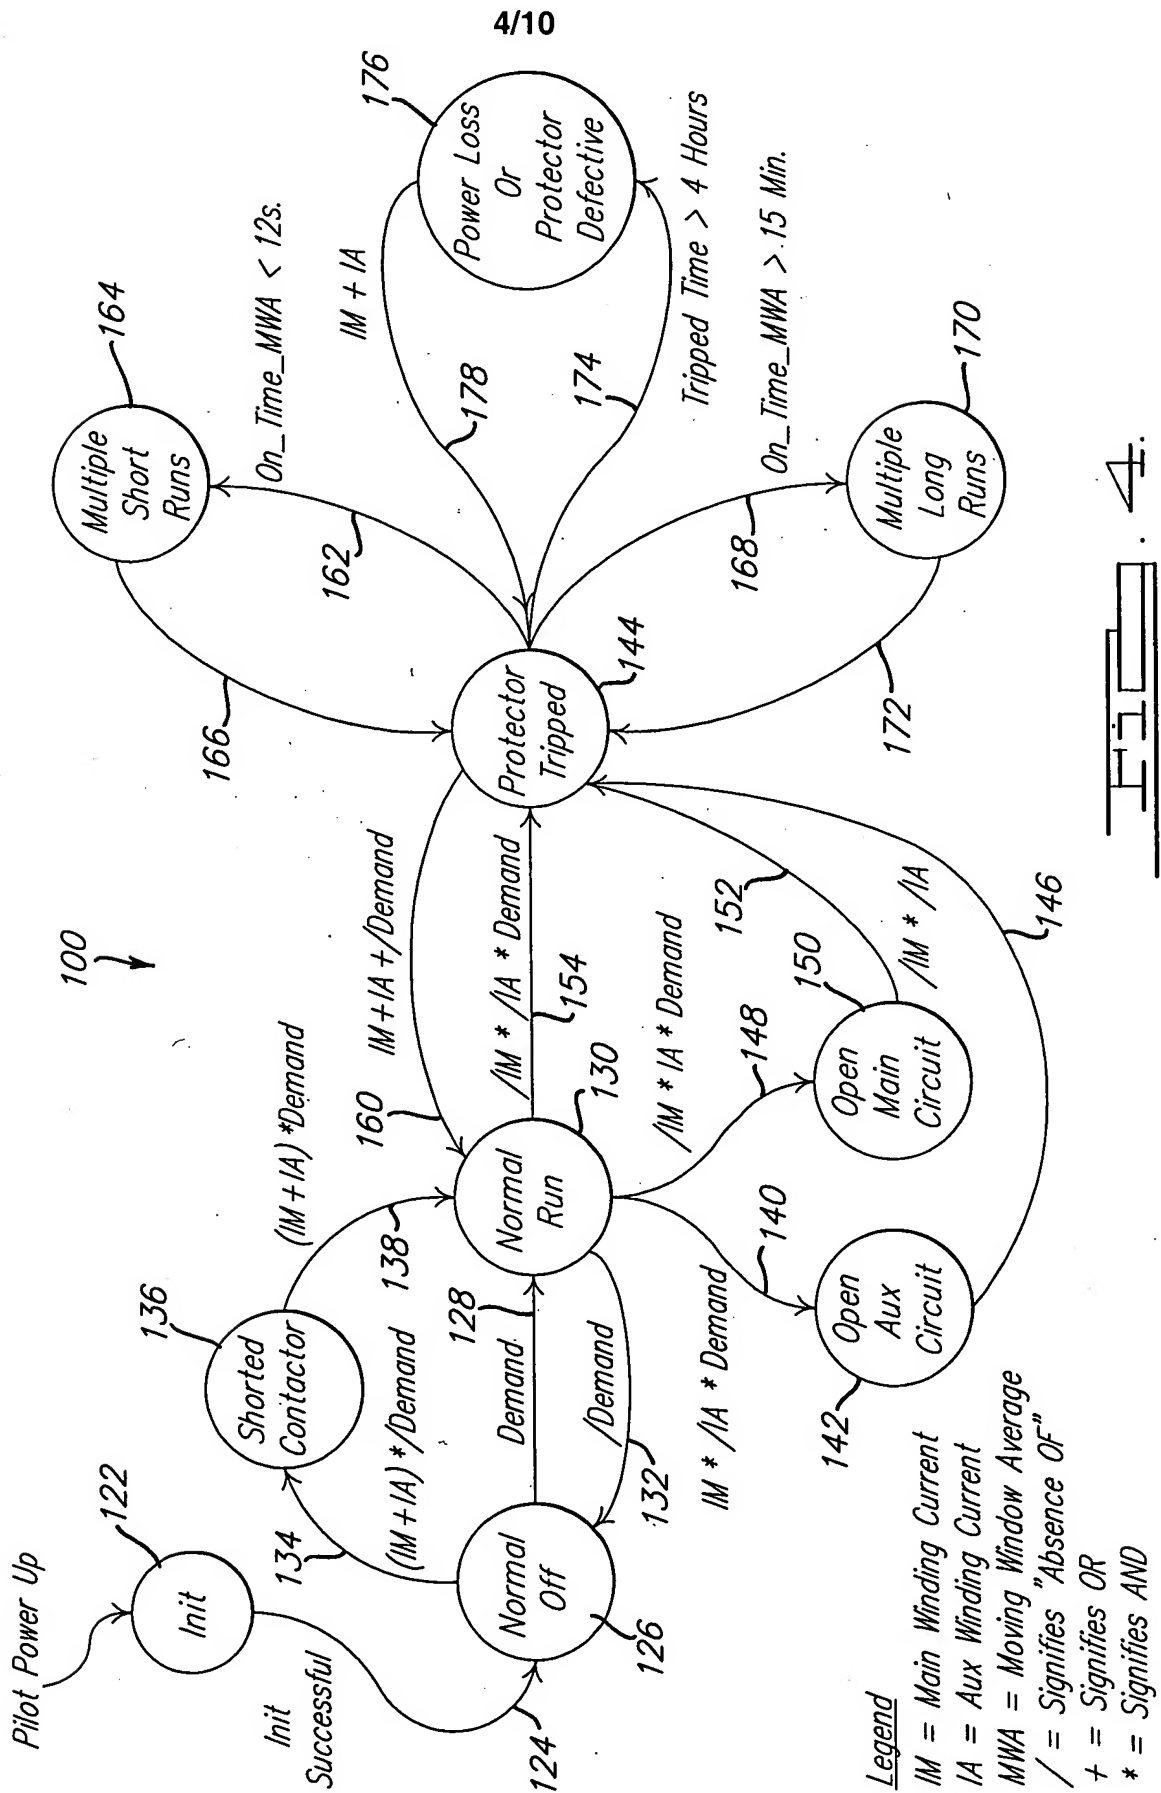 4/10
Pilot Power Up
122
Init
Init
Successful
124
Normal
Off
126
134
(IM+IA)*/Demand
136
Shorted
Contactor
(IM+IA)*Demand
138
Demand
128
/Demand
132
Normal
Run
130
100
160
IM+IA+/Demand
/IM * /IA * Demand
154
IM * /IA * Demand
140
142
Open
Aux
Circuit
146
/IM * IA * Demand
148
150
Open
Main
Circuit
152
/IM * /IA
Protector
Tripped
144
166
162
On_Time_MWA < 12s.
164
Multiple
Short
Runs
IM + IA
178
174
Tripped Time > 4 Hours
176
Power Loss
Or
Protector
Defective
168
On_Time_MWA > 15 Min.
170
Multiple
Long
Runs
172
Legend
IM = Main Winding Current
IA = Aux Winding Current
MWA = Moving Window Average
/ = Signifies "Absence OF"
+ = Signifies OR
* = Signifies AND
FIG. 4.